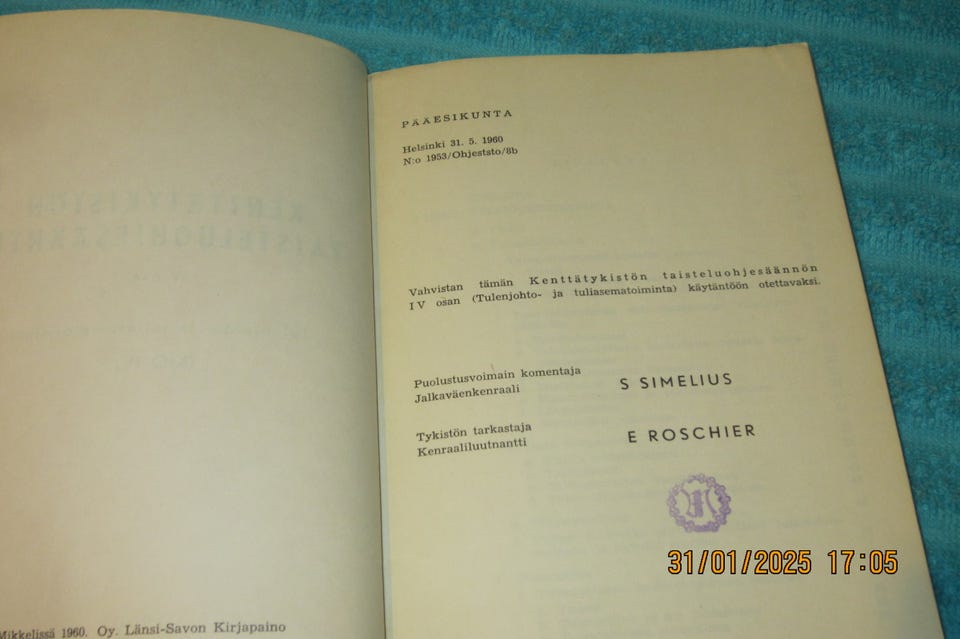 Mikkelissä 1960. Oy. Länsi-Savon Kirjapaino
PÄÄESIKUNTA
Helsinki 31. 5. 1960
N:o 1953/Ohjeststo/8b
Vahvistan tämän Kenttätykistön taisteluohjesäännön
IV osan (Tulenjohto- ja tuliasematoiminta) käytäntöön otettavaksi.
Puolustusvoimain komentaja
Jalkaväenkenraali
S SIMELIUS
Tykistön tarkastaja
Kenraaliluutnantti
E ROSCHIER
31/01/2025 17:05